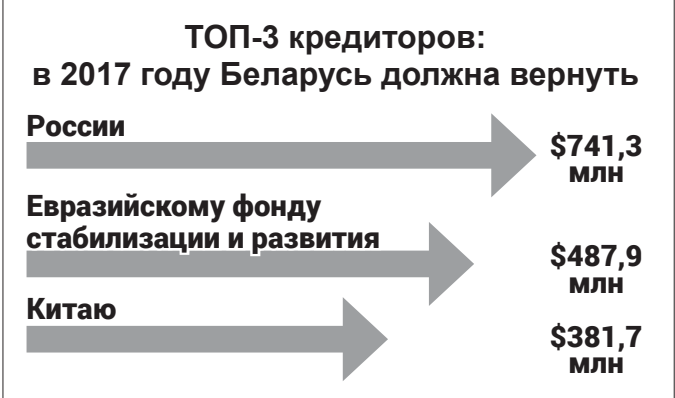 ТОП-3 кредиторов:
в 2017 году Беларусь должна вернуть
России
$741,3
млн
Евразийскому фонду
стабилизации и развития
$487,9
млн
Китаю
$381,7
млн